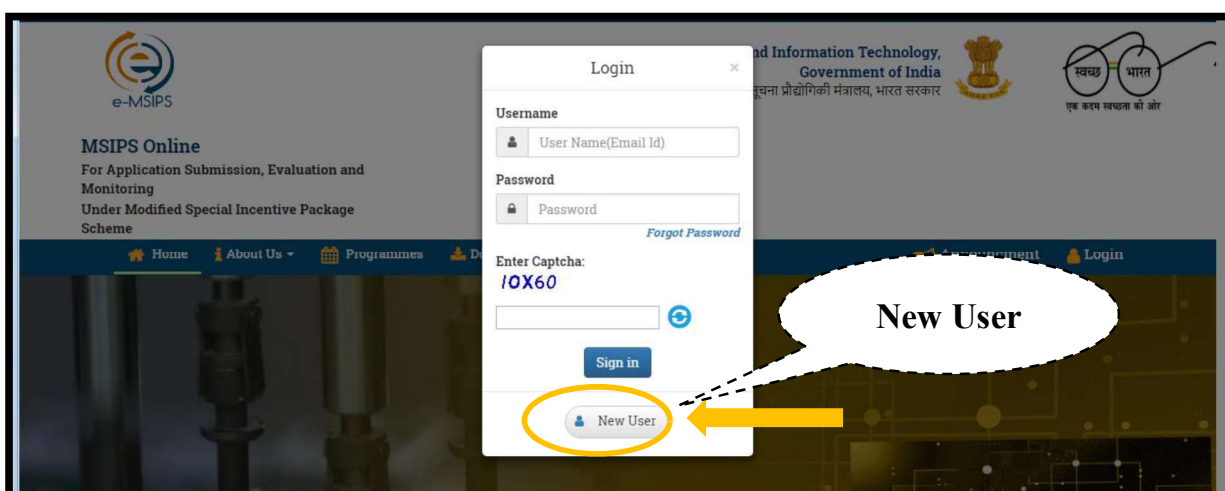 e-MSIPS
MSIPS Online
For Application Submission, Evaluation and
Monitoring
Under Modified Special Incentive Package
Scheme
nd Information Technology,
Government of India
सूचना प्रौद्योगिकी मंत्रालय, भारत सरकार
स्वच्छ भारत
एक कदम स्वच्छता की ओर
Home
About Us
Programmes
Announcment
Login
Login
×
Username
User Name(Email Id)
Password
Password
Forgot Password
Enter Captcha:
10X60
Sign in
New User
New User